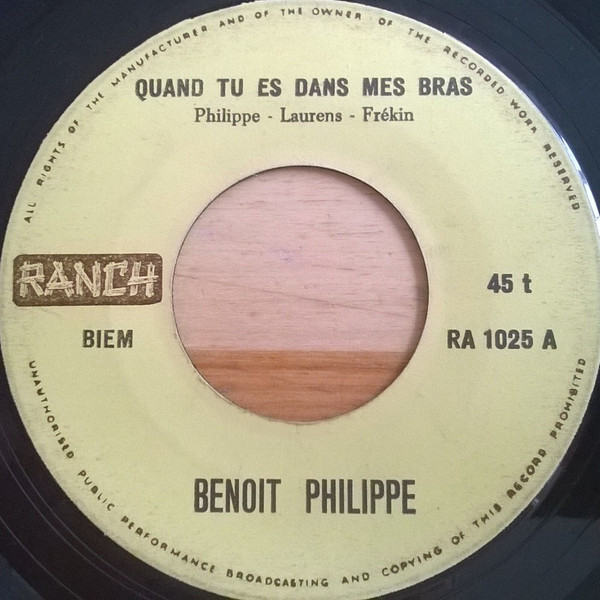 ALL RIGHTS OF THE MANUFACTURER AND OF THE OWNER OF THE RECORDED WORK RESERVED
QUAND TU ES DANS MES BRAS
Philippe - Laurens - Frékin
RANCH
45 t
BIEM
RA 1025 A
BENOIT PHILIPPE
UNAUTHORISED PUBLIC PERFORMANCE BROADCASTING AND COPYING OF THIS RECORD PROHIBITED